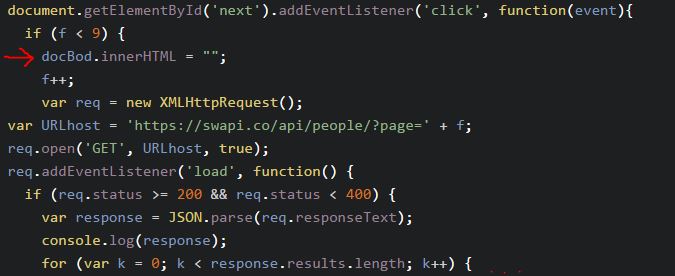 document.getElementById('next').addEventListener('click', function(event){
if (f < 9) {
docBod.innerHTML = "";
f++;
var req = new XMLHttpRequest();
var URLhost = 'https://swapi.co/api/people/?page=' + f;
req.open('GET', URLhost, true);
req.addEventListener('load', function() {
if (req.status >= 200 && req.status < 400) {
var response = JSON.parse(req.responseText);
console.log(response);
for (var k = 0; k < response.results.length; k++) {